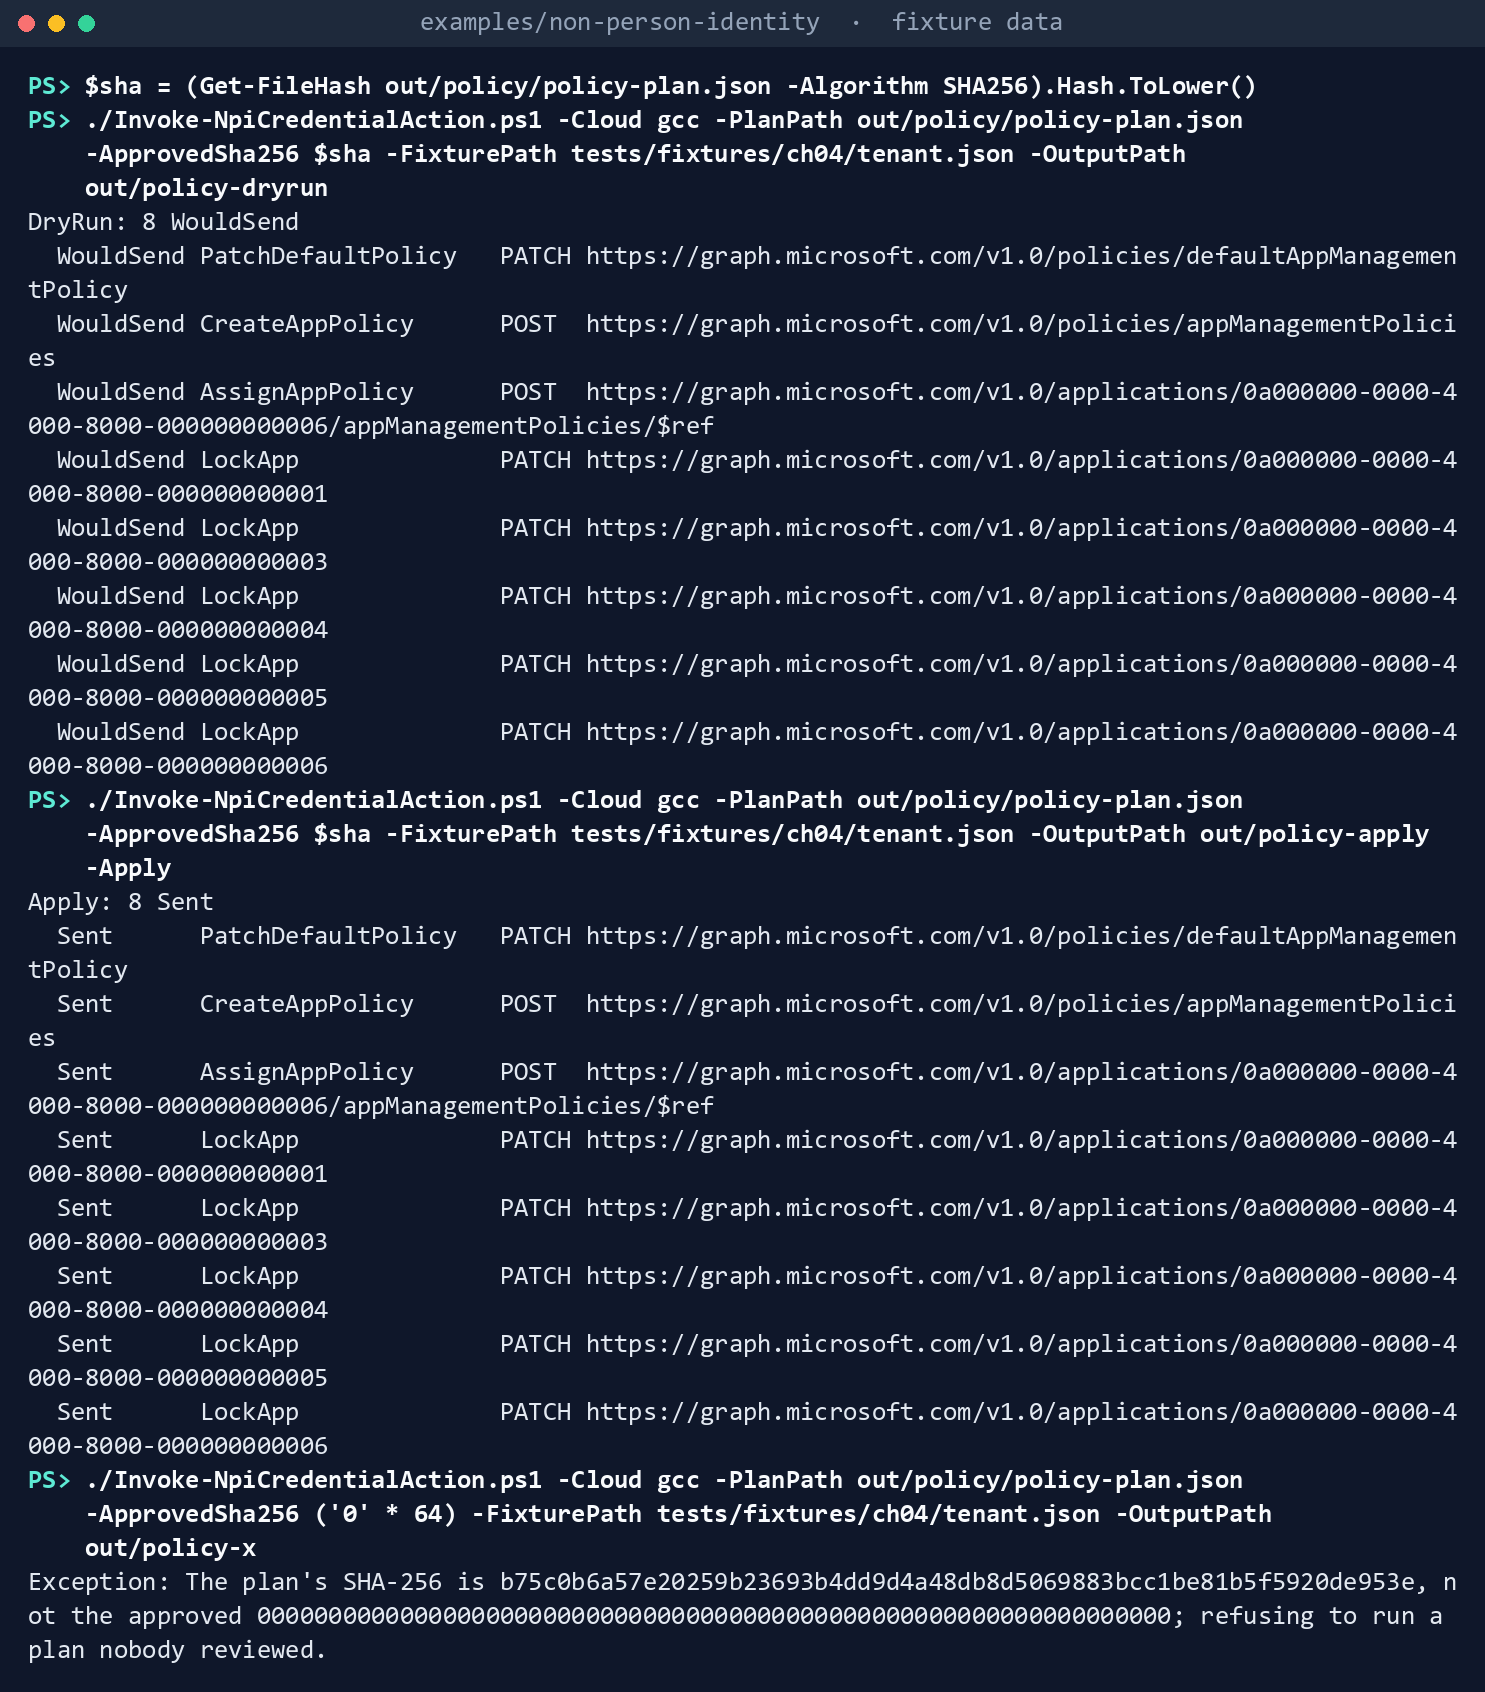 examples/non-person-identity  ·  fixture data
PS> $sha = (Get-FileHash out/policy/policy-plan.json -Algorithm SHA256).Hash.ToLower()
PS> ./Invoke-NpiCredentialAction.ps1 -Cloud gcc -PlanPath out/policy/policy-plan.json
    -ApprovedSha256 $sha -FixturePath tests/fixtures/ch04/tenant.json -OutputPath
    out/policy-dryrun
DryRun: 8 WouldSend
  WouldSend PatchDefaultPolicy   PATCH https://graph.microsoft.com/v1.0/policies/defaultAppManagemen
tPolicy
  WouldSend CreateAppPolicy      POST  https://graph.microsoft.com/v1.0/policies/appManagementPolici
es
  WouldSend AssignAppPolicy      POST  https://graph.microsoft.com/v1.0/applications/0a000000-0000-4
000-8000-000000000006/appManagementPolicies/$ref
  WouldSend LockApp              PATCH https://graph.microsoft.com/v1.0/applications/0a000000-0000-4
000-8000-000000000001
  WouldSend LockApp              PATCH https://graph.microsoft.com/v1.0/applications/0a000000-0000-4
000-8000-000000000003
  WouldSend LockApp              PATCH https://graph.microsoft.com/v1.0/applications/0a000000-0000-4
000-8000-000000000004
  WouldSend LockApp              PATCH https://graph.microsoft.com/v1.0/applications/0a000000-0000-4
000-8000-000000000005
  WouldSend LockApp              PATCH https://graph.microsoft.com/v1.0/applications/0a000000-0000-4
000-8000-000000000006
PS> ./Invoke-NpiCredentialAction.ps1 -Cloud gcc -PlanPath out/policy/policy-plan.json
    -ApprovedSha256 $sha -FixturePath tests/fixtures/ch04/tenant.json -OutputPath out/policy-apply
    -Apply
Apply: 8 Sent
  Sent      PatchDefaultPolicy   PATCH https://graph.microsoft.com/v1.0/policies/defaultAppManagemen
tPolicy
  Sent      CreateAppPolicy      POST  https://graph.microsoft.com/v1.0/policies/appManagementPolici
es
  Sent      AssignAppPolicy      POST  https://graph.microsoft.com/v1.0/applications/0a000000-0000-4
000-8000-000000000006/appManagementPolicies/$ref
  Sent      LockApp              PATCH https://graph.microsoft.com/v1.0/applications/0a000000-0000-4
000-8000-000000000001
  Sent      LockApp              PATCH https://graph.microsoft.com/v1.0/applications/0a000000-0000-4
000-8000-000000000003
  Sent      LockApp              PATCH https://graph.microsoft.com/v1.0/applications/0a000000-0000-4
000-8000-000000000004
  Sent      LockApp              PATCH https://graph.microsoft.com/v1.0/applications/0a000000-0000-4
000-8000-000000000005
  Sent      LockApp              PATCH https://graph.microsoft.com/v1.0/applications/0a000000-0000-4
000-8000-000000000006
PS> ./Invoke-NpiCredentialAction.ps1 -Cloud gcc -PlanPath out/policy/policy-plan.json
    -ApprovedSha256 ('0' * 64) -FixturePath tests/fixtures/ch04/tenant.json -OutputPath
    out/policy-x
Exception: The plan's SHA-256 is b75c0b6a57e20259b23693b4dd9d4a48db8d5069883bcc1be81b5f5920de953e, n
ot the approved 0000000000000000000000000000000000000000000000000000000000000000; refusing to run a
plan nobody reviewed.